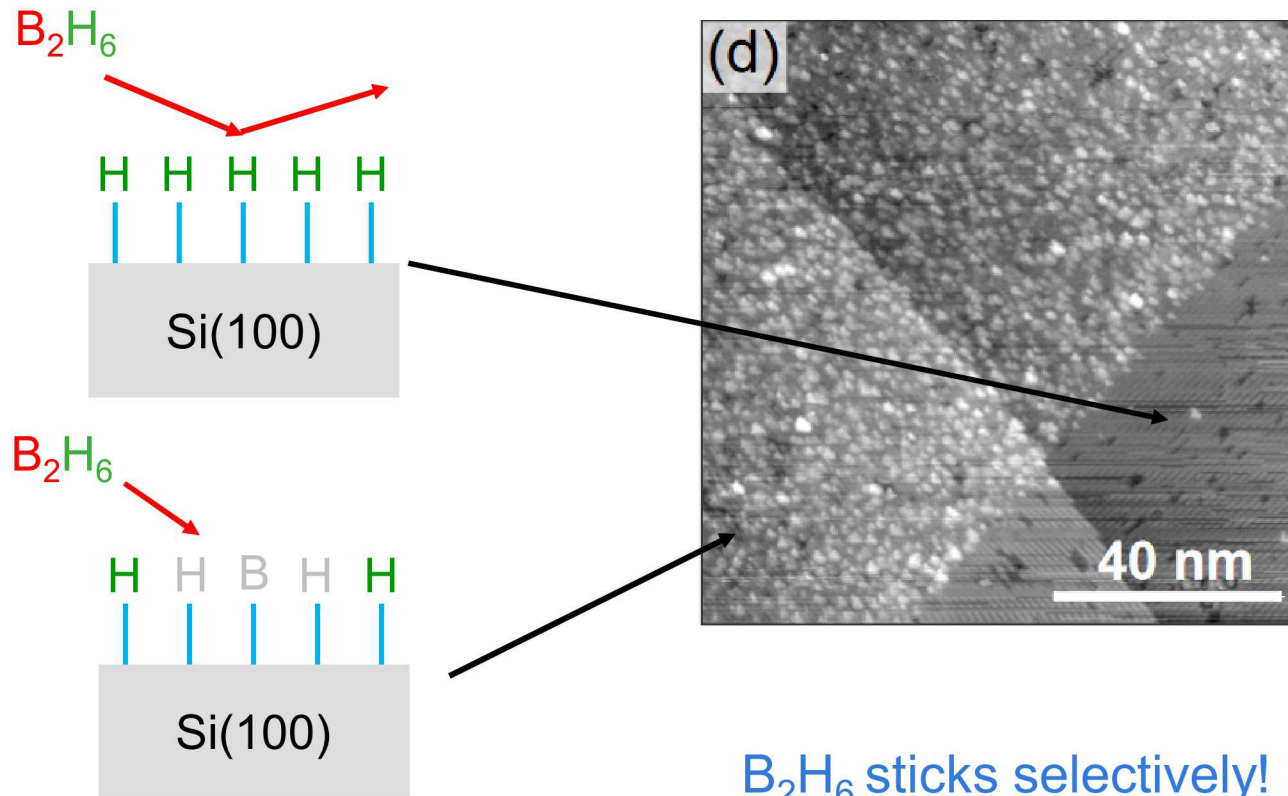 B₂H₆
H H H H H
Si(100)
B₂H₆
H H B H H
Si(100)
(d)
40 nm
B₂H₆ sticks selectively!